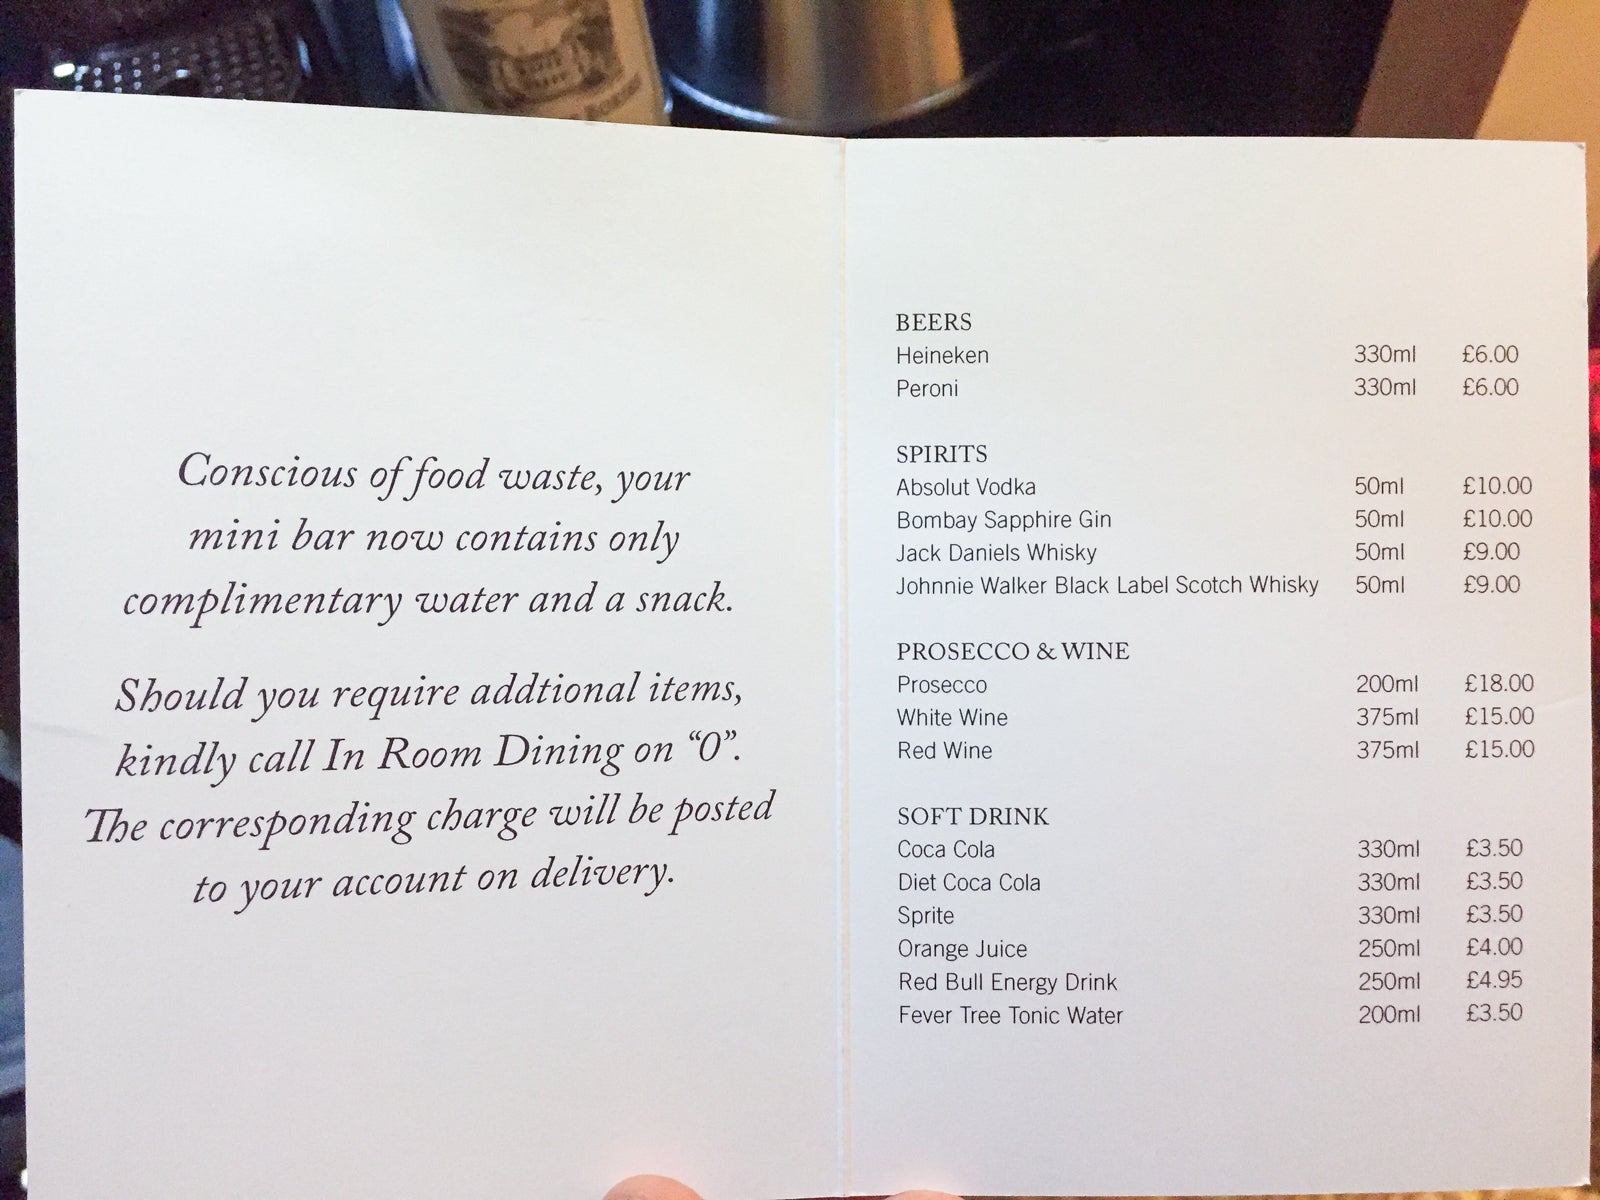 Conscious of food waste, your
mini bar now contains only
complimentary water and a snack.
Should you require addtional items,
kindly call In Room Dining on “0”.
The corresponding charge will be posted
to your account on delivery.
BEERS
Heineken 330ml £6.00
Peroni 330ml £6.00
SPIRITS
Absolut Vodka 50ml £10.00
Bombay Sapphire Gin 50ml £10.00
Jack Daniels Whisky 50ml £9.00
Johnnie Walker Black Label Scotch Whisky 50ml £9.00
PROSECCO & WINE
Prosecco 200ml £18.00
White Wine 375ml £15.00
Red Wine 375ml £15.00
SOFT DRINK
Coca Cola 330ml £3.50
Diet Coca Cola 330ml £3.50
Sprite 330ml £3.50
Orange Juice 250ml £4.00
Red Bull Energy Drink 250ml £4.95
Fever Tree Tonic Water 200ml £3.50